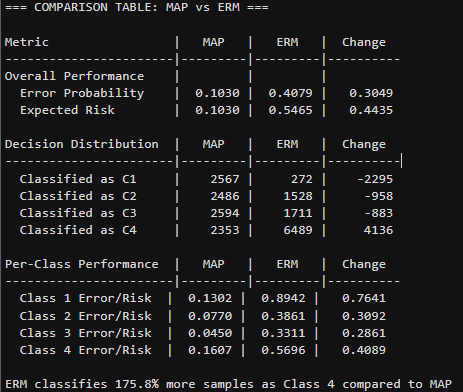 === COMPARISON TABLE: MAP vs ERM ===
Metric | MAP | ERM | Change
-----------------------|---------|---------|----------
Overall Performance | | |
  Error Probability | 0.1030 | 0.4079 | 0.3049
  Expected Risk | 0.1030 | 0.5465 | 0.4435
Decision Distribution | MAP | ERM | Change
-----------------------|---------|---------|----------
  Classified as C1 | 2567 | 272 | -2295
  Classified as C2 | 2486 | 1528 | -958
  Classified as C3 | 2594 | 1711 | -883
  Classified as C4 | 2353 | 6489 | 4136
Per-Class Performance | MAP | ERM | Change
-----------------------|---------|---------|----------
  Class 1 Error/Risk | 0.1302 | 0.8942 | 0.7641
  Class 2 Error/Risk | 0.0770 | 0.3861 | 0.3092
  Class 3 Error/Risk | 0.0450 | 0.3311 | 0.2861
  Class 4 Error/Risk | 0.1607 | 0.5696 | 0.4089
ERM classifies 175.8% more samples as Class 4 compared to MAP